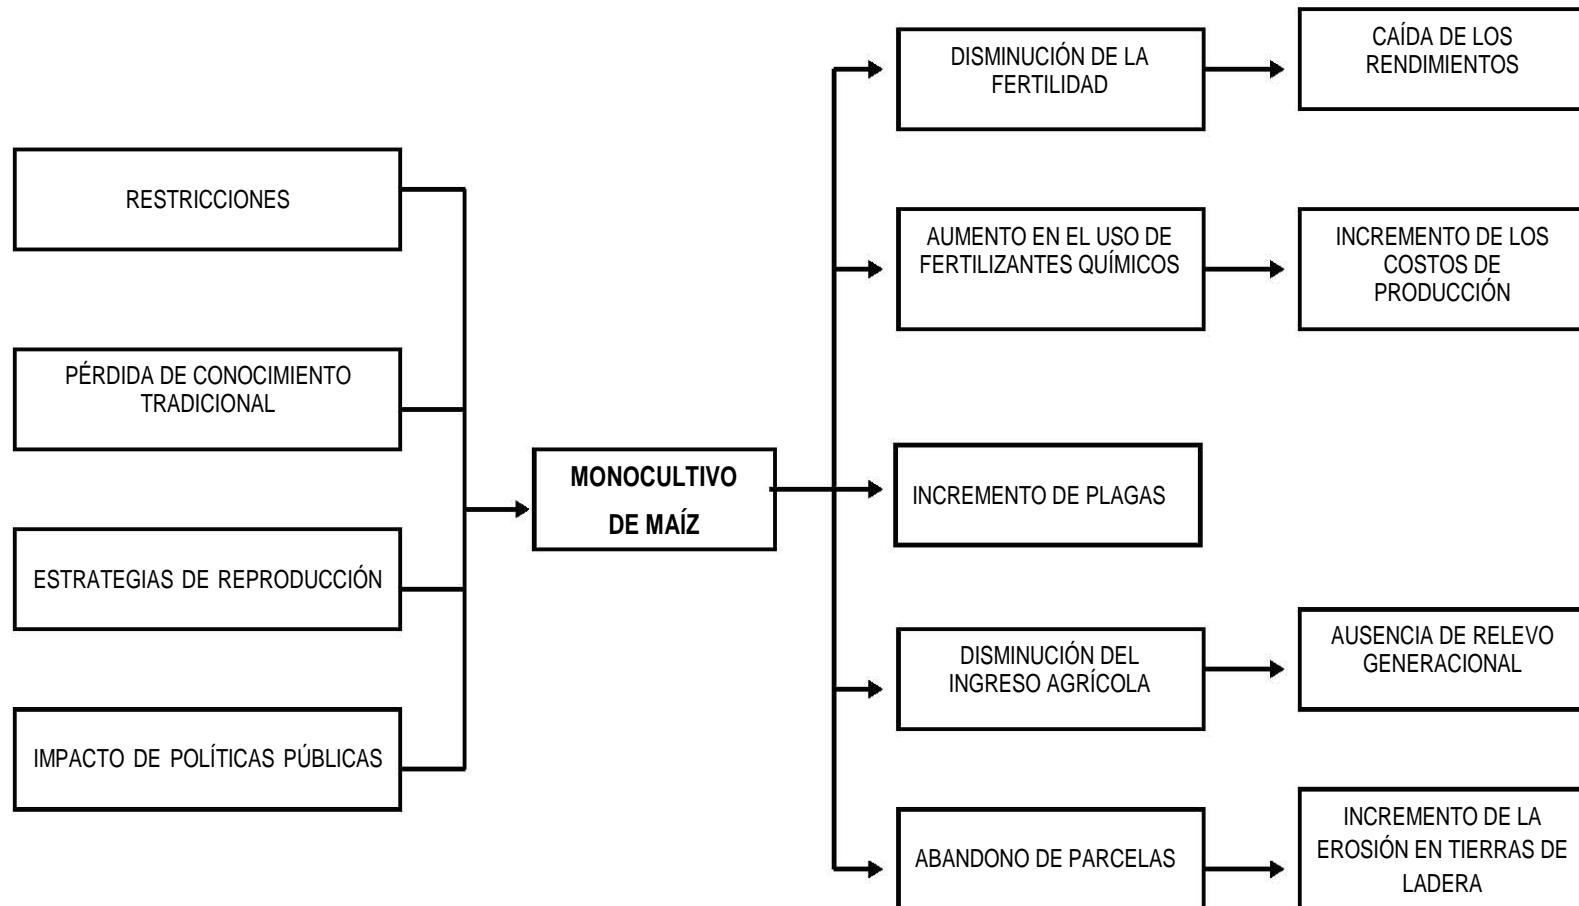 RESTRICCIONES
PÉRDIDA DE CONOCIMIENTO
TRADICIONAL
ESTRATEGIAS DE REPRODUCCIÓN
IMPACTO DE POLÍTICAS PÚBLICAS
MONOCULTIVO
DE MAÍZ
DISMINUCIÓN DE LA
FERTILIDAD
CAÍDA DE LOS
RENDIMIENTOS
AUMENTO EN EL USO DE
FERTILIZANTES QUÍMICOS
INCREMENTO DE LOS
COSTOS DE
PRODUCCIÓN
INCREMENTO DE PLAGAS
DISMINUCIÓN DEL
INGRESO AGRÍCOLA
AUSENCIA DE RELEVO
GENERACIONAL
ABANDONO DE PARCELAS
INCREMENTO DE LA
EROSIÓN EN TIERRAS DE
LADERA